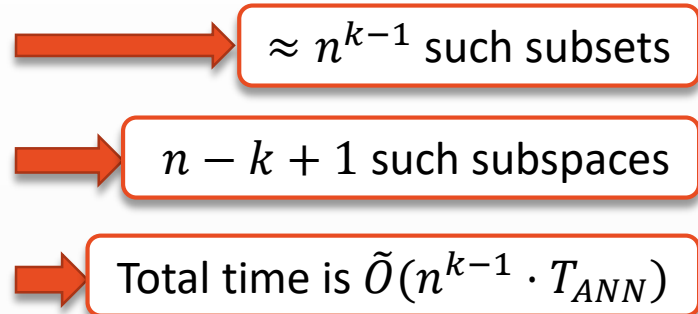 ≈ n^{k−1} such subsets
n − k + 1 such subspaces
Total time is Õ(n^{k−1} · T_{ANN})